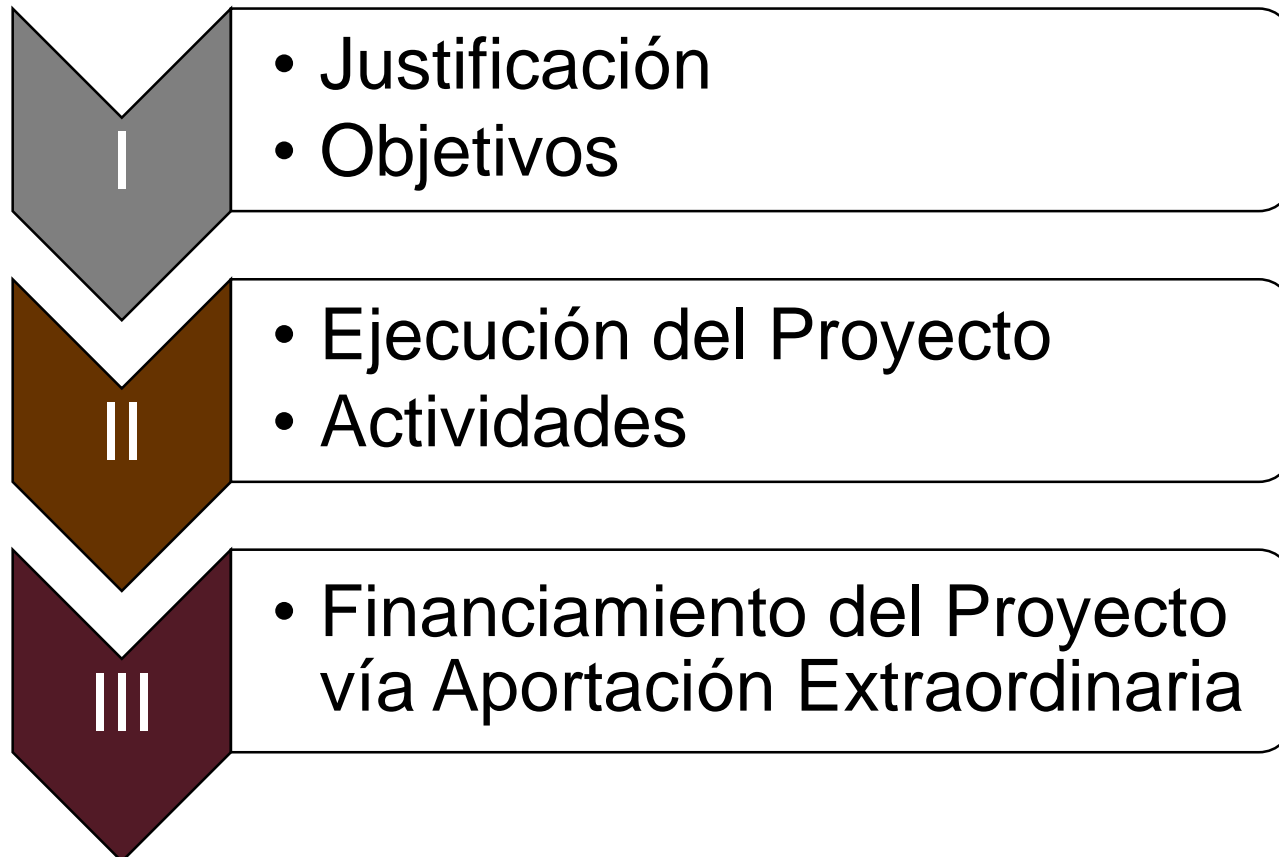 I
• Justificación
• Objetivos
II
• Ejecución del Proyecto
• Actividades
III
• Financiamiento del Proyecto
vía Aportación Extraordinaria